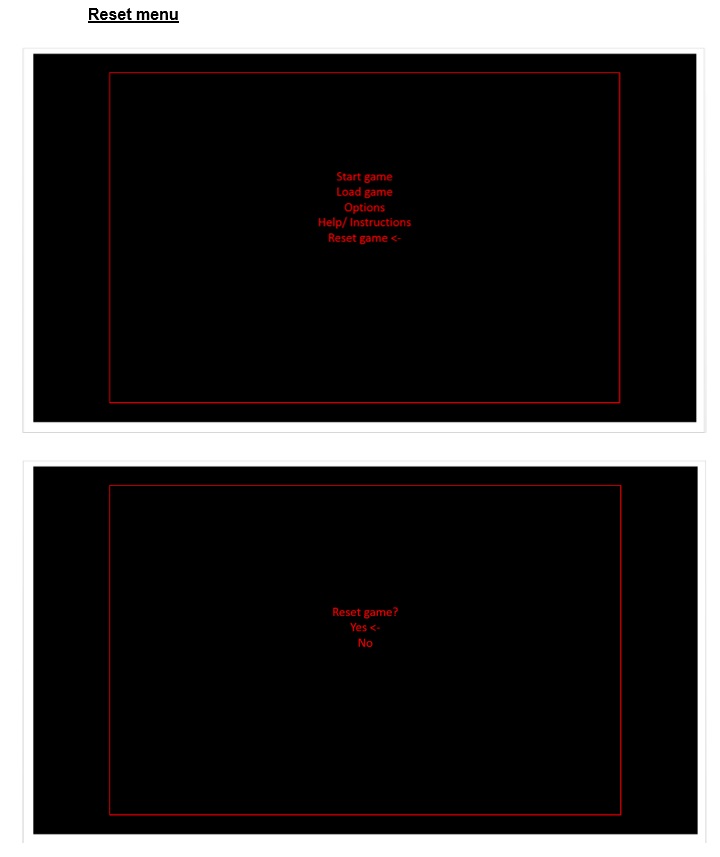 Reset menu
Start game
Load game
Options
Help/ Instructions
Reset game <-
Reset game?
Yes <-
No